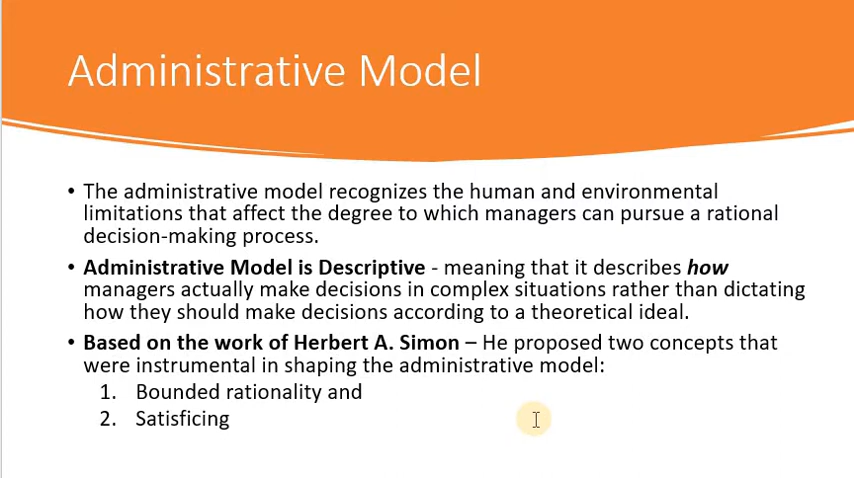 Administrative Model
• The administrative model recognizes the human and environmental
limitations that affect the degree to which managers can pursue a rational
decision-making process.
• Administrative Model is Descriptive - meaning that it describes how
managers actually make decisions in complex situations rather than dictating
how they should make decisions according to a theoretical ideal.
• Based on the work of Herbert A. Simon – He proposed two concepts that
were instrumental in shaping the administrative model:
1. Bounded rationality and
2. Satisficing